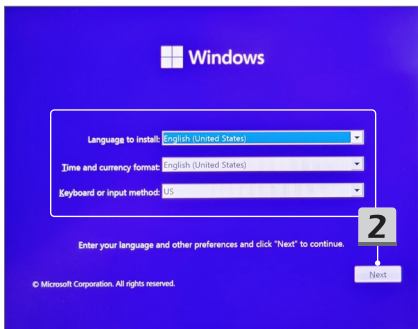 Windows
Language to install: English (United States)
Time and currency format: English (United States)
Keyboard or input method: US
2
Enter your language and other preferences and click "Next" to continue.
Next
© Microsoft Corporation. All rights reserved.